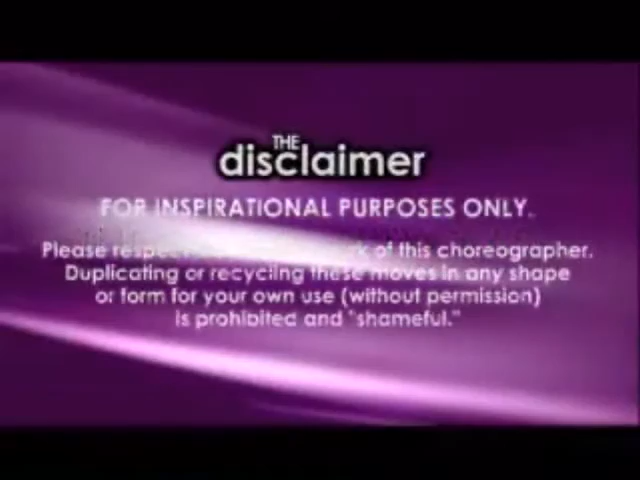 THE
disclaimer
FOR INSPIRATIONAL PURPOSES ONLY.
Please respect of this choreographer.
Duplicating or recycling these moves in any shape
or form for your own use (without permission)
is prohibited and "shameful."